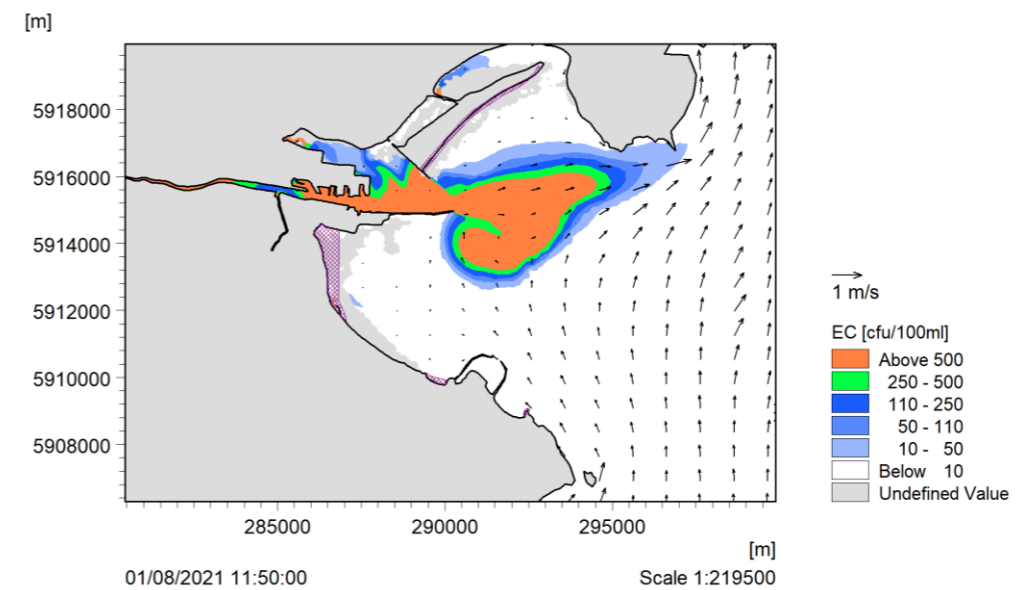 [m]
5918000
5916000
5914000
5912000
5910000
5908000
285000
290000
295000
[m]
01/08/2021 11:50:00
Scale 1:219500
1 m/s
EC [cfu/100ml]
Above 500
250 - 500
110 - 250
50 - 110
10 - 50
Below 10
Undefined Value